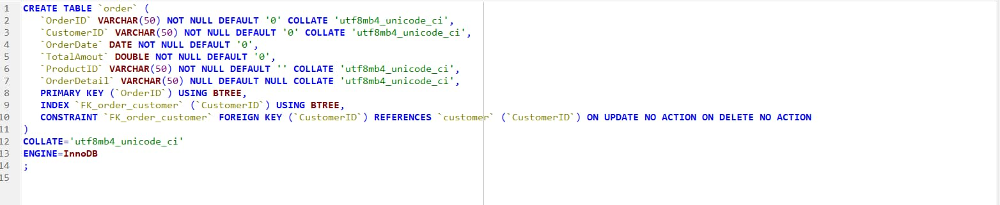 1 CREATE TABLE `order` (
2 `OrderID` VARCHAR(50) NOT NULL DEFAULT '0' COLLATE 'utf8mb4_unicode_ci',
3 `CustomerID` VARCHAR(50) NOT NULL DEFAULT '0' COLLATE 'utf8mb4_unicode_ci',
4 `OrderDate` DATE NOT NULL DEFAULT '0',
5 `TotalAmout` DOUBLE NOT NULL DEFAULT '0',
6 `ProductID` VARCHAR(50) NOT NULL DEFAULT '' COLLATE 'utf8mb4_unicode_ci',
7 `OrderDetail` VARCHAR(50) NULL DEFAULT NULL COLLATE 'utf8mb4_unicode_ci',
8 PRIMARY KEY (`OrderID`) USING BTREE,
9 INDEX `FK_order_customer` (`CustomerID`) USING BTREE,
10 CONSTRAINT `FK_order_customer` FOREIGN KEY (`CustomerID`) REFERENCES `customer` (`CustomerID`) ON UPDATE NO ACTION ON DELETE NO ACTION
11 )
12 COLLATE='utf8mb4_unicode_ci'
13 ENGINE=InnoDB
14 ;
15